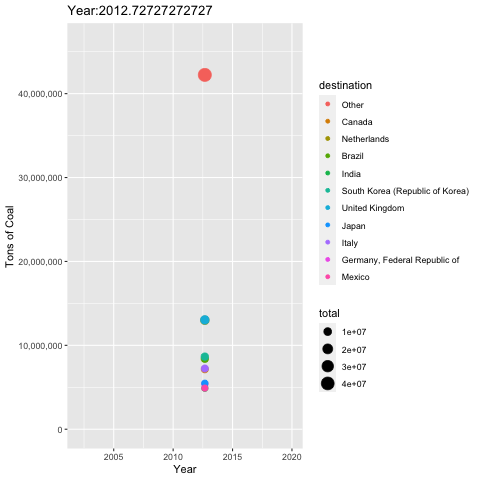 Year:2012.72727272727
Tons of Coal
40,000,000
30,000,000
20,000,000
10,000,000
0
2005
2010
2015
2020
Year
destination
Other
Canada
Netherlands
Brazil
India
South Korea (Republic of Korea)
United Kingdom
Japan
Italy
Germany, Federal Republic of
Mexico
total
1e+07
2e+07
3e+07
4e+07